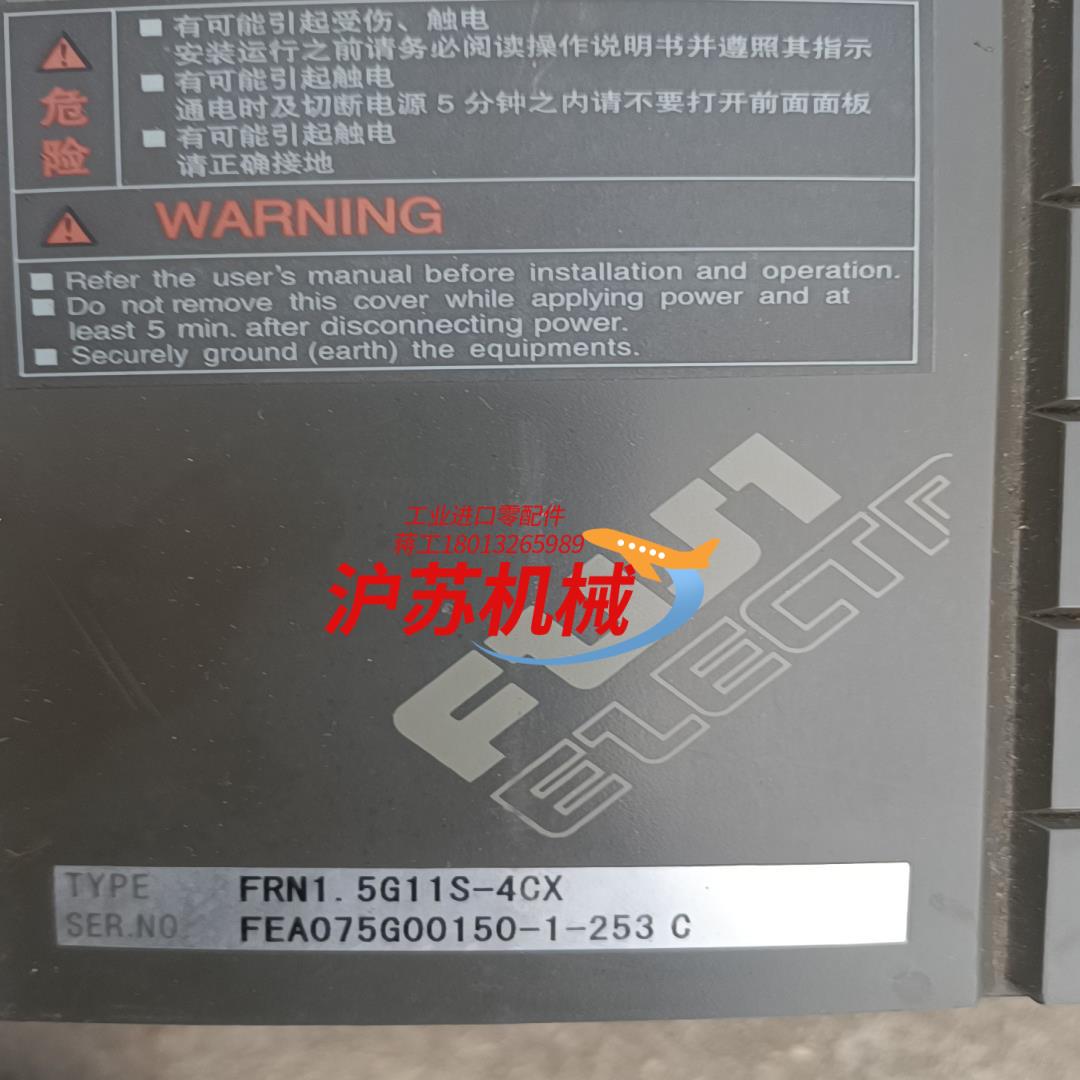 危险
■ 有可能引起受伤、触电
安装运行之前请务必阅读操作说明书并遵照其指示
■ 有可能引起触电
通电时及切断电源5分钟之内请不要打开前面面板
■ 有可能引起触电
请正确接地
WARNING
■ Refer the user's manual before installation and operation.
■ Do not remove this cover while applying power and at
least 5 min. after disconnecting power.
■ Securely ground (earth) the equipments.
工业进口零配件
蒋工18013265989
沪苏机械
ELECTR
TYPE FRN1.5G11S-4CX
SER.NO FEA075G00150-1-253 C